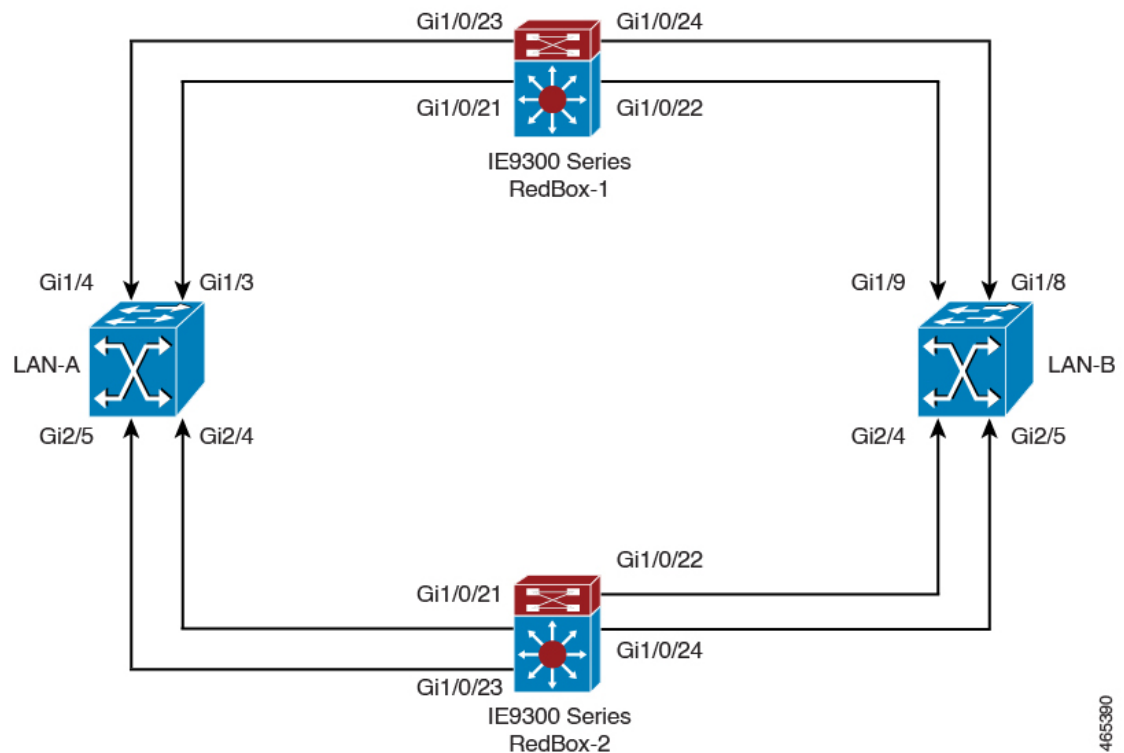 Gi1/0/23
Gi1/0/24
Gi1/0/21
Gi1/0/22
IE9300 Series
RedBox-1
Gi1/4
Gi1/3
Gi1/9
Gi1/8
LAN-A
LAN-B
Gi2/5
Gi2/4
Gi2/4
Gi2/5
Gi1/0/22
Gi1/0/21
Gi1/0/24
Gi1/0/23
IE9300 Series
RedBox-2
465390